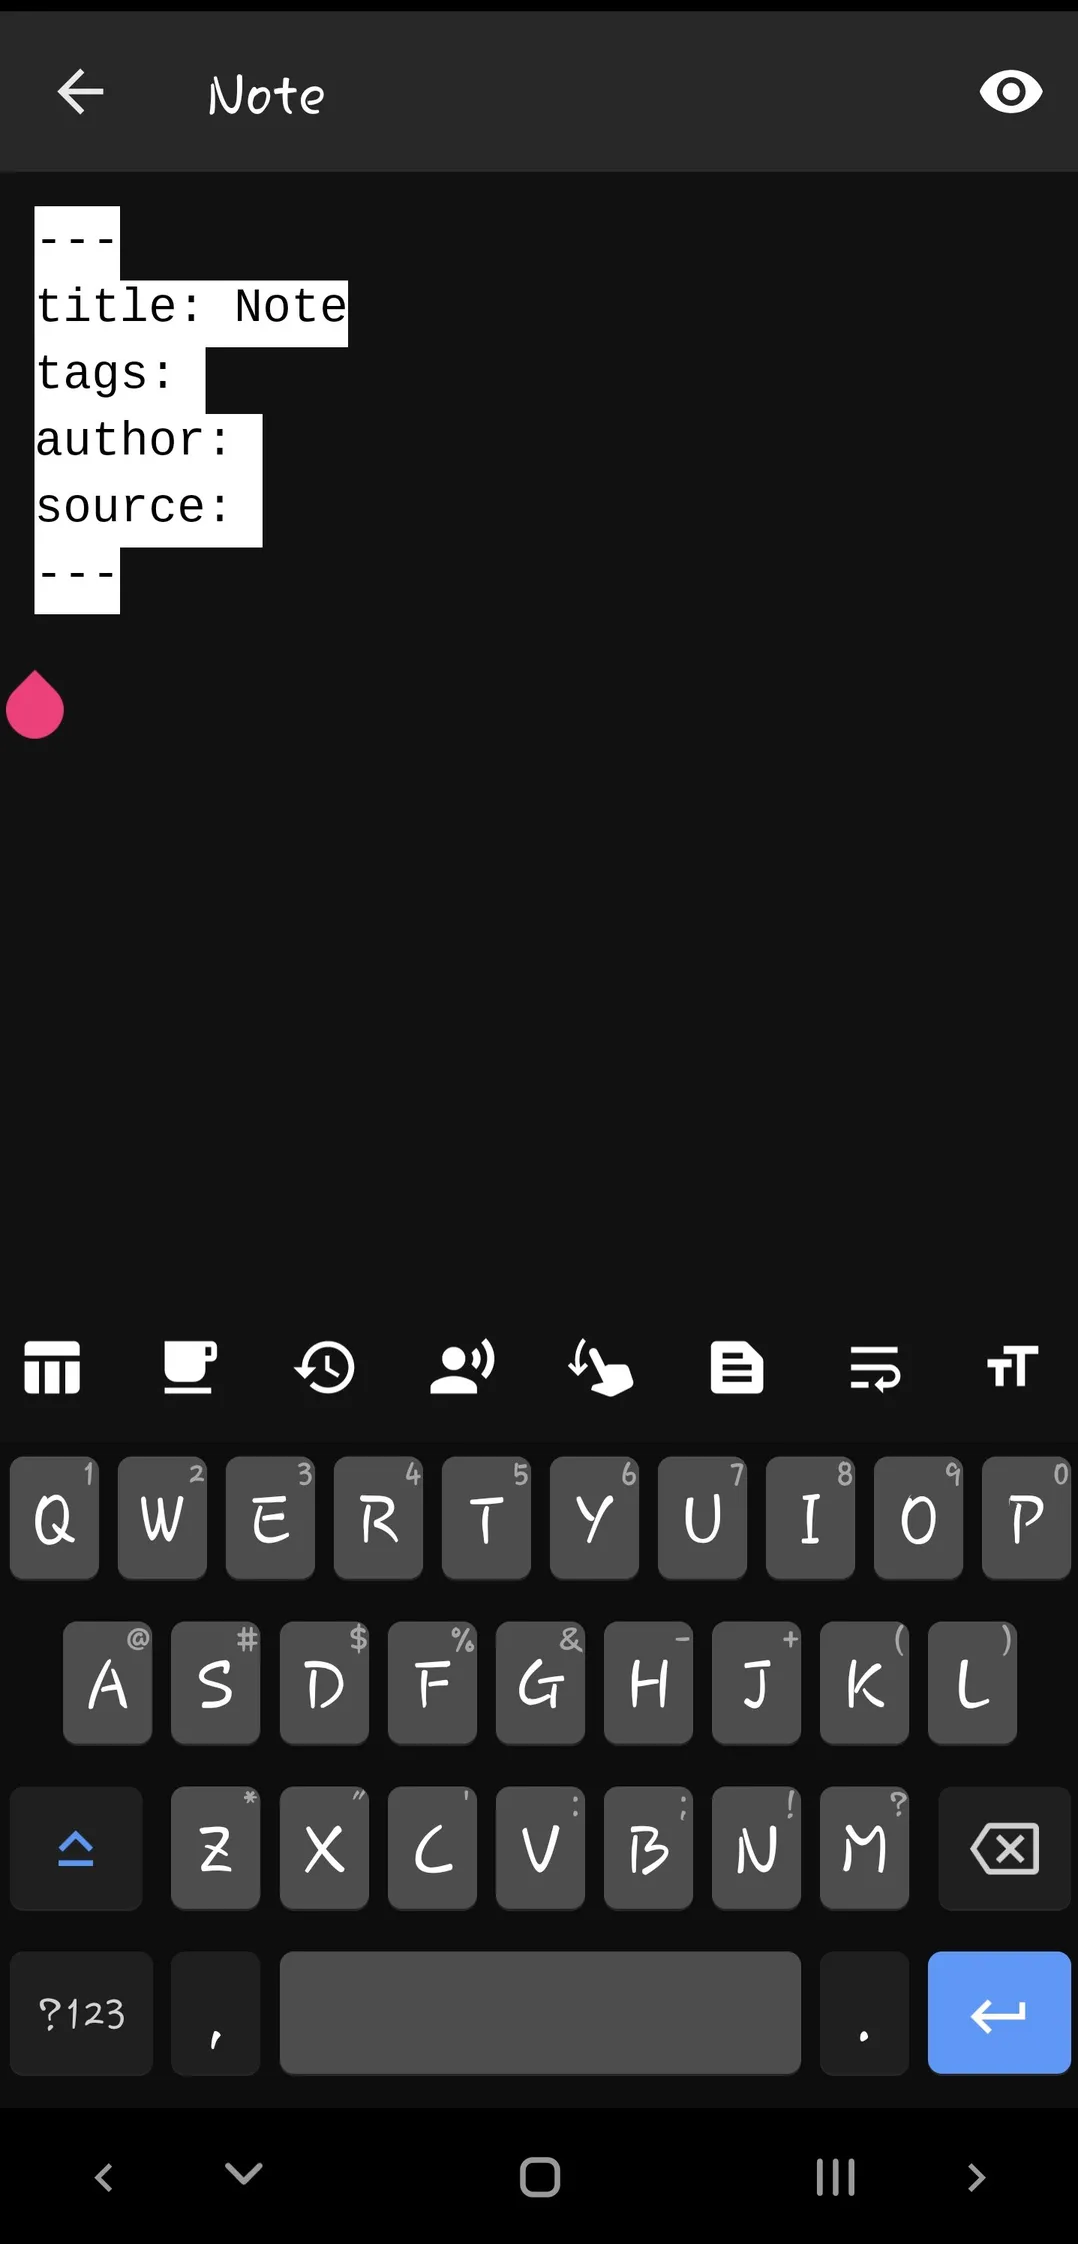 Note
---
title: Note
tags:
author:
source:
---
1 2 3 4 5 6 7 8 9 0
Q W E R T Y U I O P
@ # $ % & - + ( )
A S D F G H J K L
* " ' : ; ! ?
Z X C V B N M
?123 , .